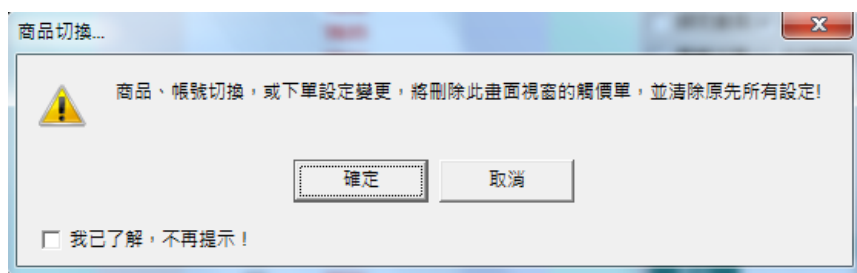 商品切換...
商品、帳號切換，或下單設定變更，將刪除此畫面視窗的觸價單，並清除原先所有設定!
確定
取消
我已了解，不再提示！